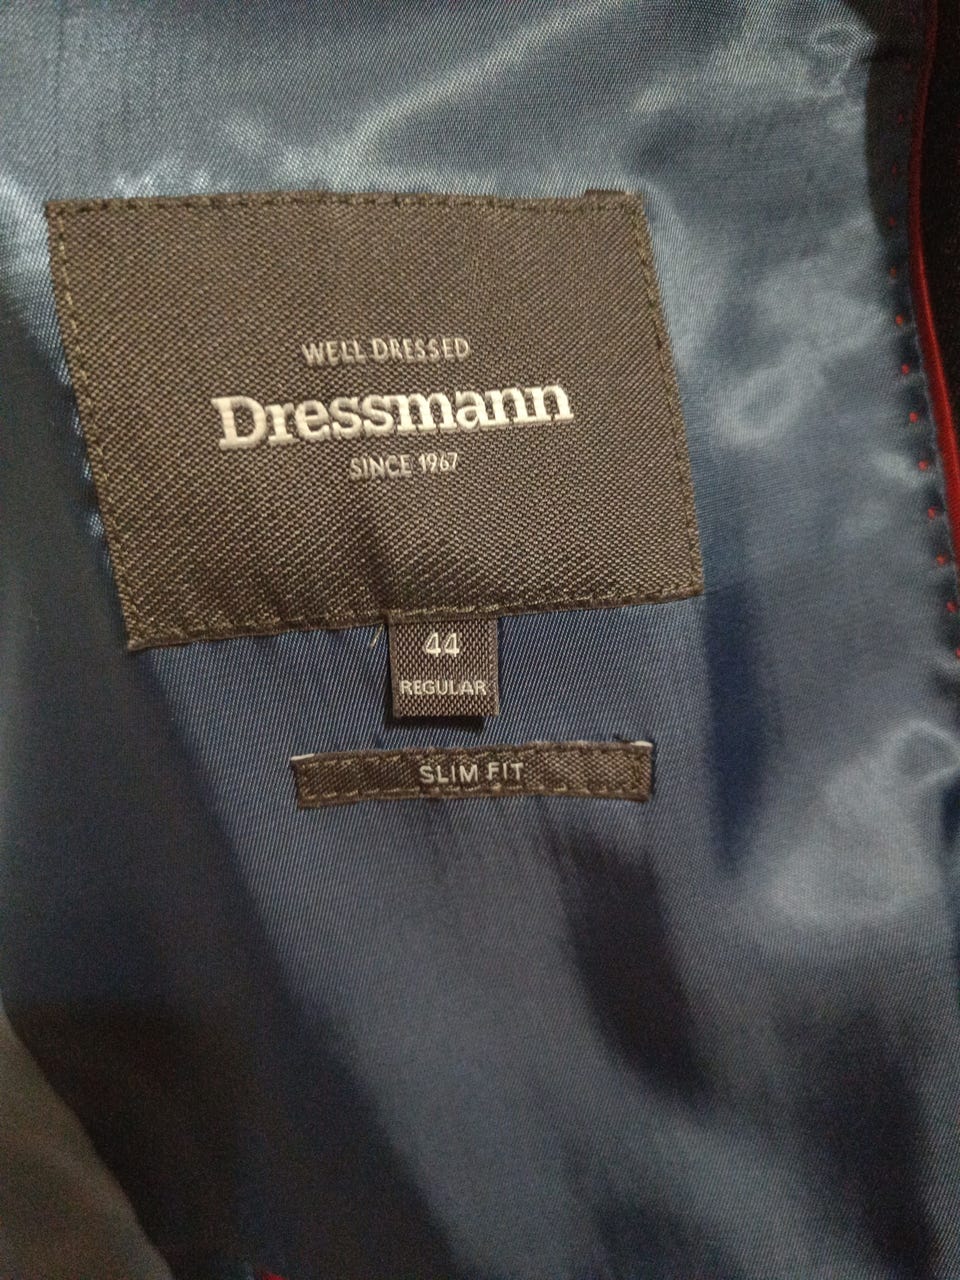 WELL DRESSED
Dressmann
SINCE 1967
44
REGULAR
SLIM FIT